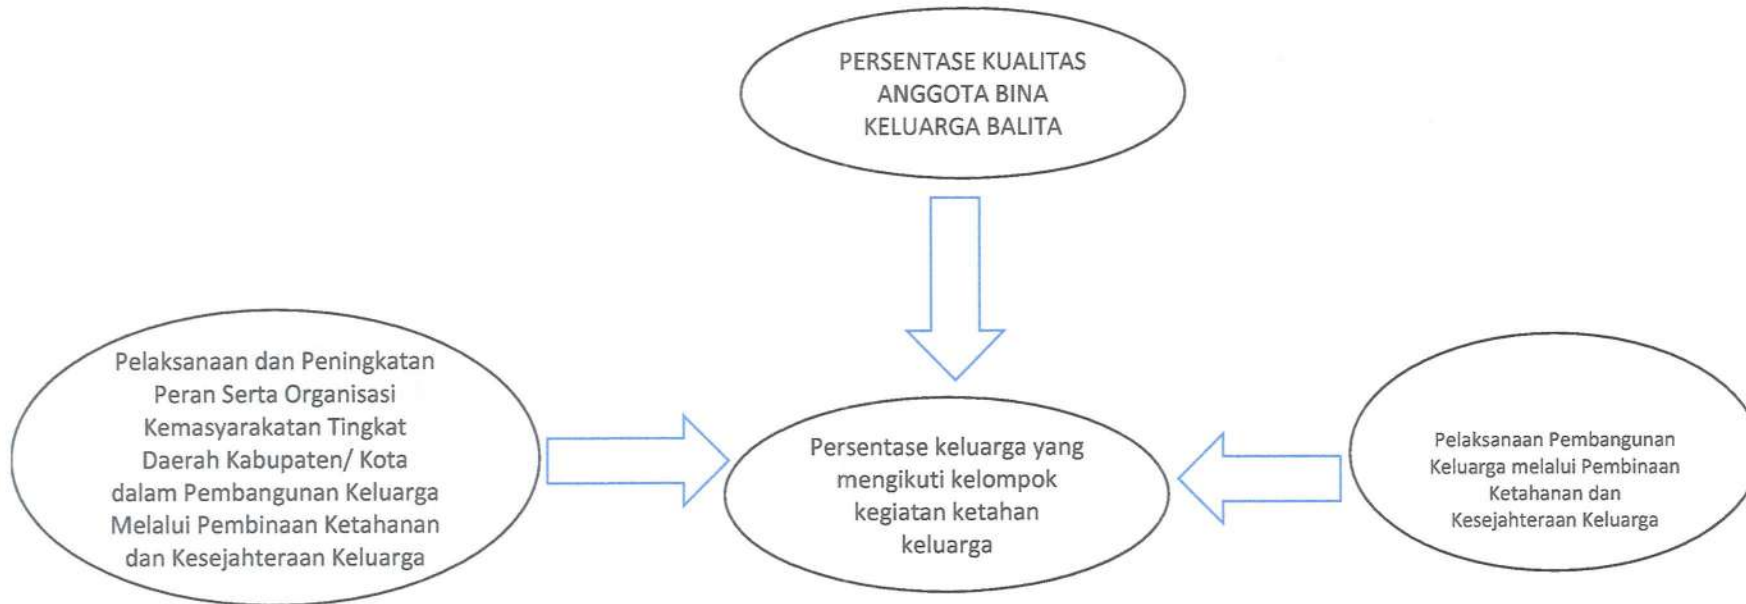 PERSENTASE KUALITAS
ANGGOTA BINA
KELUARGA BALITA
Pelaksanaan dan Peningkatan
Peran Serta Organisasi
Kemasyarakatan Tingkat
Daerah Kabupaten/ Kota
dalam Pembangunan Keluarga
Melalui Pembinaan Ketahanan
dan Kesejahteraan Keluarga
Persentase keluarga yang
mengikuti kelompok
kegiatan ketahan
keluarga
Pelaksanaan Pembangunan
Keluarga melalui Pembinaan
Ketahanan dan
Kesejahteraan Keluarga